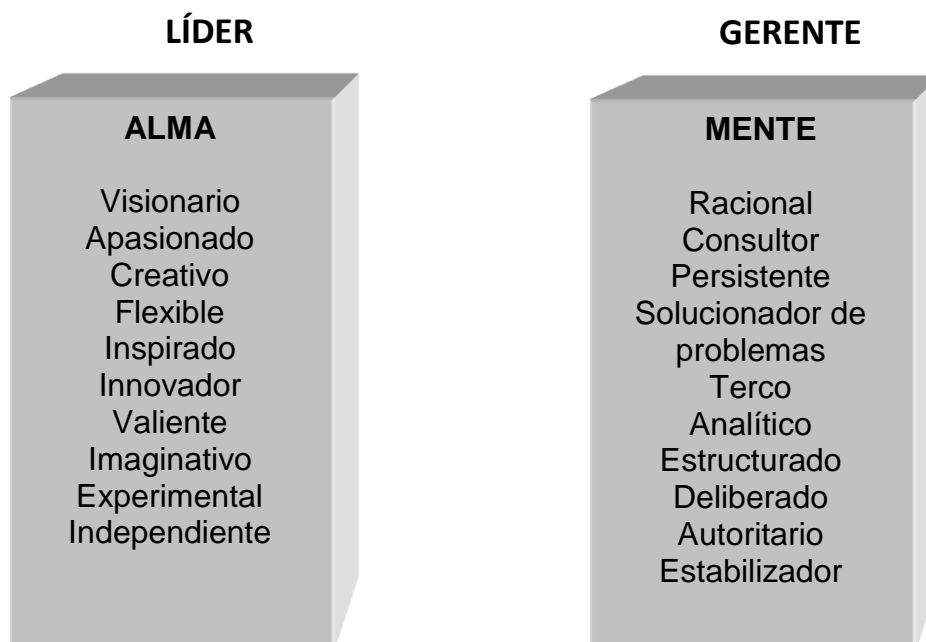 LÍDER
ALMA
Visionario
Apasionado
Creativo
Flexible
Inspirado
Innovador
Valiente
Imaginativo
Experimental
Independiente
GERENTE
MENTE
Racional
Consultor
Persistente
Solucionador de
problemas
Terco
Analítico
Estructurado
Deliberado
Autoritario
Estabilizador